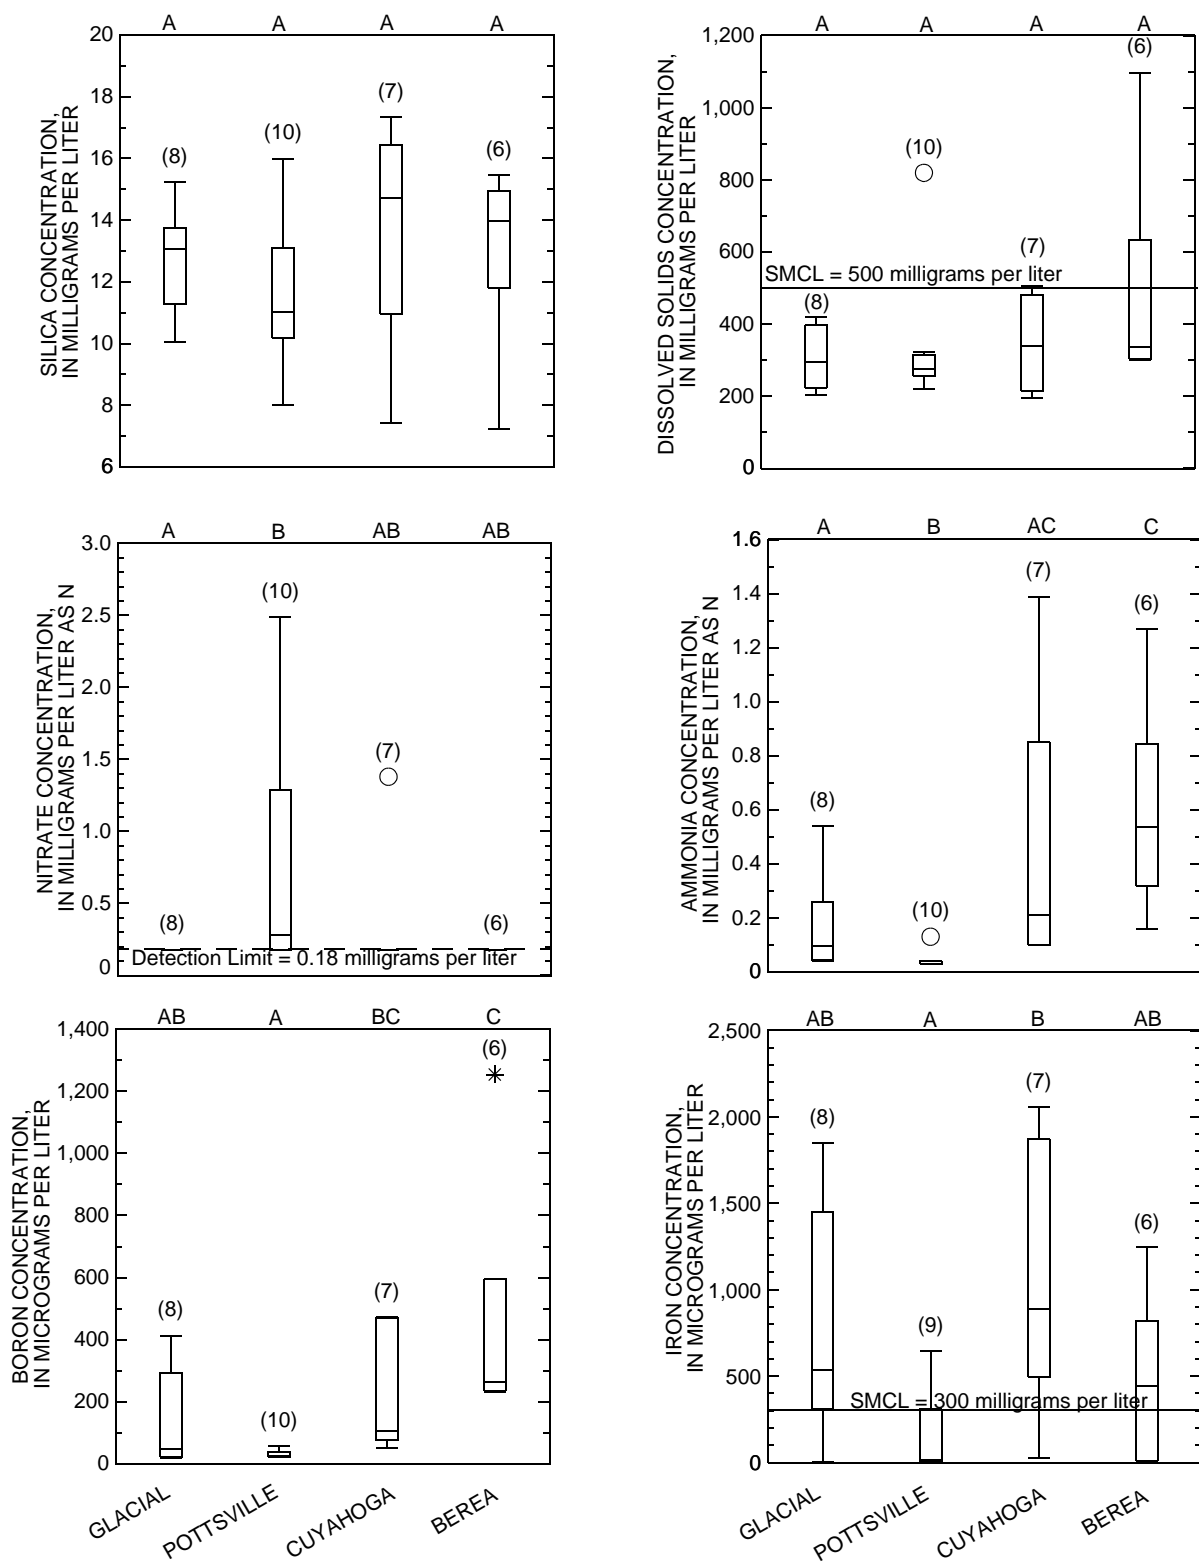 A A A A
20
18
16
14
12
10
8
6
SILICA CONCENTRATION,
IN MILLIGRAMS PER LITER
(8)
(10)
(7)
(6)
A A A A
1,200
1,000
800
600
400
200
0
DISSOLVED SOLIDS CONCENTRATION,
IN MILLIGRAMS PER LITER
(8)
(10)
(7)
(6)
SMCL = 500 milligrams per liter
A B AB AB
3.0
2.5
2.0
1.5
1.0
0.5
0
NITRATE CONCENTRATION,
IN MILLIGRAMS PER LITER AS N
(8)
(10)
(7)
(6)
Detection Limit = 0.18 milligrams per liter
A B AC C
1.6
1.4
1.2
1.0
0.8
0.6
0.4
0.2
0
AMMONIA CONCENTRATION,
IN MILLIGRAMS PER LITER AS N
(8)
(10)
(7)
(6)
AB A BC C
1,400
1,200
1,000
800
600
400
200
0
BORON CONCENTRATION,
IN MICROGRAMS PER LITER
(8)
(10)
(7)
(6)
GLACIAL
POTTSVILLE
CUYAHOGA
BEREA
AB A B AB
2,500
2,000
1,500
1,000
500
0
IRON CONCENTRATION,
IN MICROGRAMS PER LITER
(8)
(9)
(7)
(6)
SMCL = 300 milligrams per liter
GLACIAL
POTTSVILLE
CUYAHOGA
BEREA